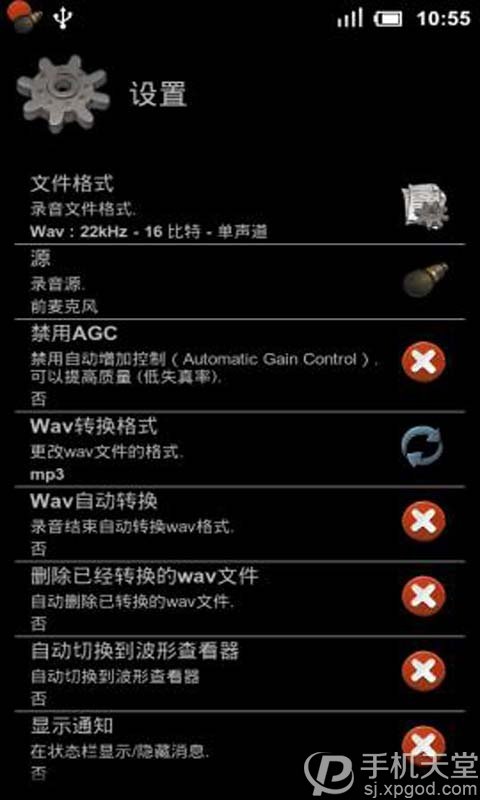 10:55
设置
文件格式
录音文件格式.
Wav : 22kHz - 16 比特 - 单声道
源
录音源.
前麦克风
禁用AGC
禁用自动增加控制 ( Automatic Gain Control ) .
可以提高质量 (低失真率).
否
Wav转换格式
更改wav文件的格式.
mp3
Wav自动转换
录音结束自动转换wav格式.
否
删除已经转换的wav文件
自动删除已转换的wav文件.
否
自动切换到波形查看器
自动切换到波形查看器
否
显示通知
在状态栏显示/隐藏消息.
否
手机天堂
sj.xpgod.com